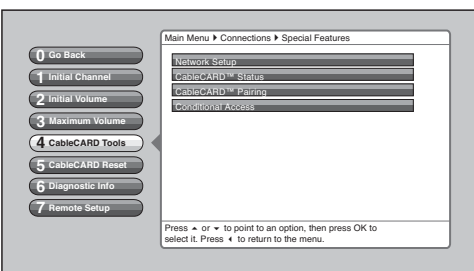 Main Menu ▶ Connections ▶ Special Features
0 Go Back
1 Initial Channel
2 Initial Volume
3 Maximum Volume
4 CableCARD Tools
5 CableCARD Reset
6 Diagnostic Info
7 Remote Setup
Network Setup
CableCARD™ Status
CableCARD™ Pairing
Conditional Access
Press ▲ or ▼ to point to an option, then press OK to
select it. Press ◀ to return to the menu.